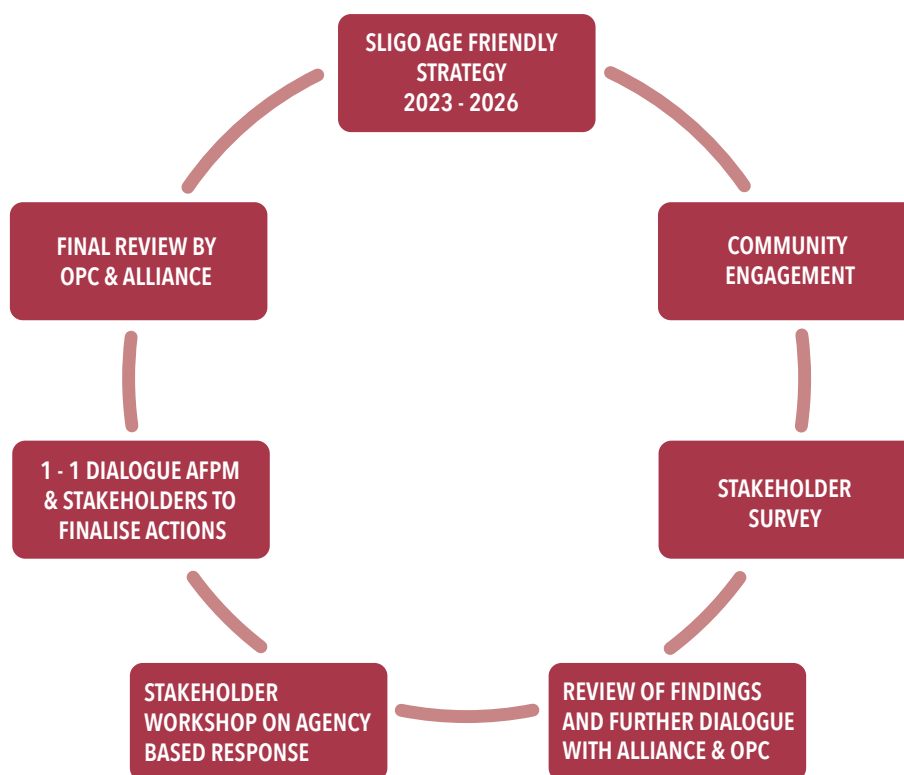 SLIGO AGE FRIENDLY
STRATEGY
2023 - 2026
COMMUNITY
ENGAGEMENT
STAKEHOLDER
SURVEY
REVIEW OF FINDINGS
AND FURTHER DIALOGUE
WITH ALLIANCE & OPC
STAKEHOLDER
WORKSHOP ON AGENCY
BASED RESPONSE
1 - 1 DIALOGUE AFPM
& STAKEHOLDERS TO
FINALISE ACTIONS
FINAL REVIEW BY
OPC & ALLIANCE